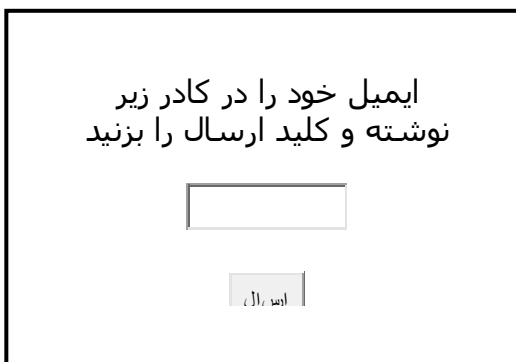 ایمیل خود را در کادر زیر
نوشته و کلید ارسال را بزنید
ارسال